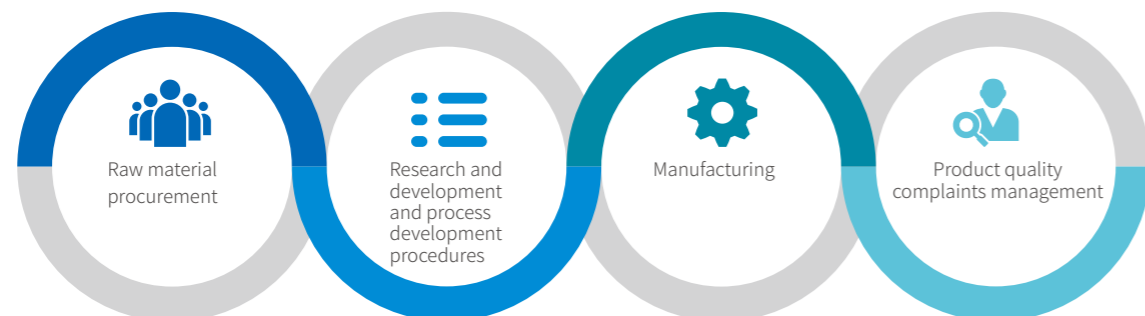 Raw material
procurement
Research and
development
and process
development
procedures
Manufacturing
Product quality
complaints management